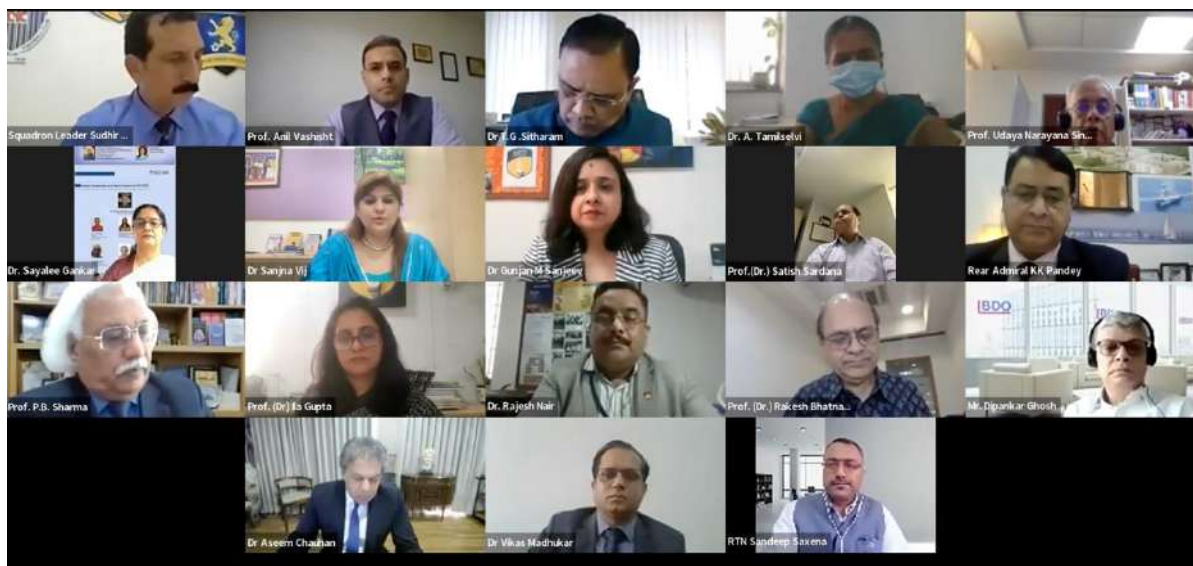 Squadron Leader Sudhir ...
Prof. Anil Vashisht
Dr T.G .Sitharam
Dr. A. Tamilselvi
Prof. Udaya Narayana Sin...
Dr. Sayalee Gankar
Dr Sanjna Vij
Dr Gunjan M Sanjeev
Prof.(Dr.) Satish Sardana
Rear Admiral KK Pandey
Prof. P.B. Sharma
Prof. (Dr) Ila Gupta
Dr. Rajesh Nair
Prof. (Dr.) Rakesh Bhatna...
BDO
Mr. Dipankar Ghosh
Dr Aseem Chauhan
Dr Vikas Madhukar
RTN Sandeep Saxena